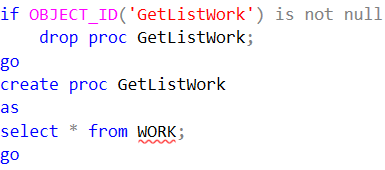 if OBJECT_ID('GetListWork') is not null
    drop proc GetListWork;
go
create proc GetListWork
as
select * from WORK;
go